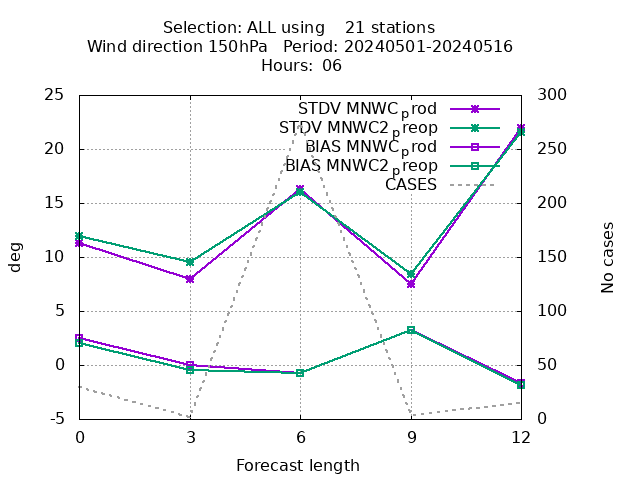 Selection: ALL using    21 stations
Wind direction 150hPa   Period: 20240501-20240516
Hours: 06
STDV MNWC_prod
STDV MNWC2_preop
BIAS MNWC_prod
BIAS MNWC2_preop
CASES
25
20
15
10
5
0
-5
deg
300
250
200
150
100
50
0
No cases
0 3 6 9 12
Forecast length